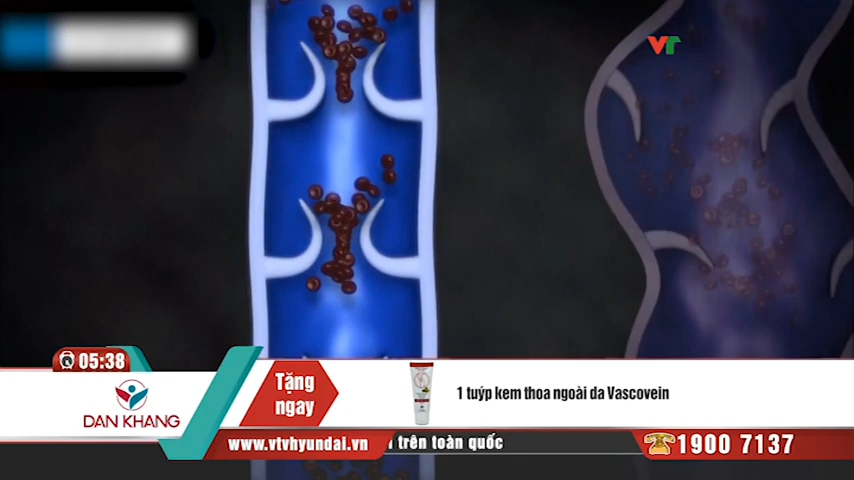 VT
05:38
DAN KHANG
Tặng
ngay
1 tuýp kem thoa ngoài da Vascovein
www.vtvhyundai.vn
trên toàn quốc
1900 7137